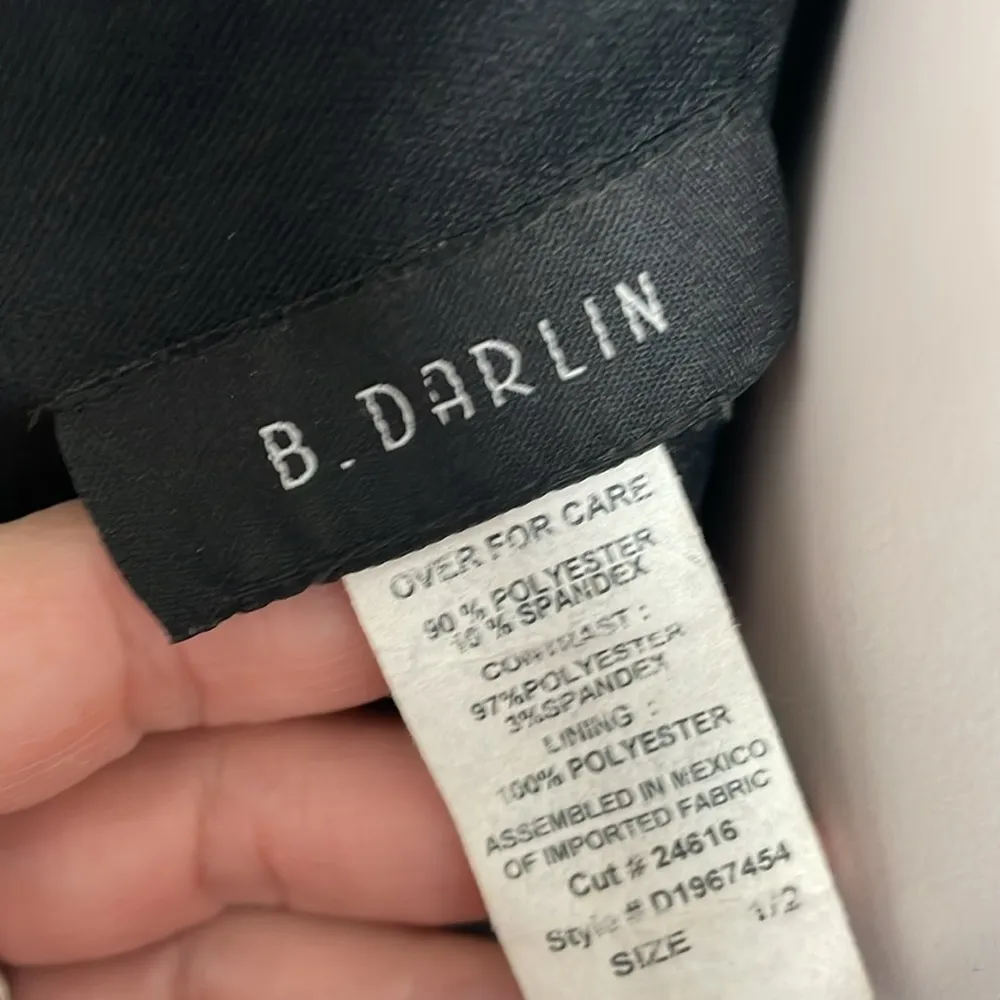 B. DARLIN
OVER FOR CARE
90 % POLYESTER
10 % SPANDEX
CONTRAST :
97%POLYESTER
3%SPANDEX
LINING :
100% POLYESTER
ASSEMBLED IN MEXICO
OF IMPORTED FABRIC
Cut # 24616
Style # D1967454
SIZE 1/2